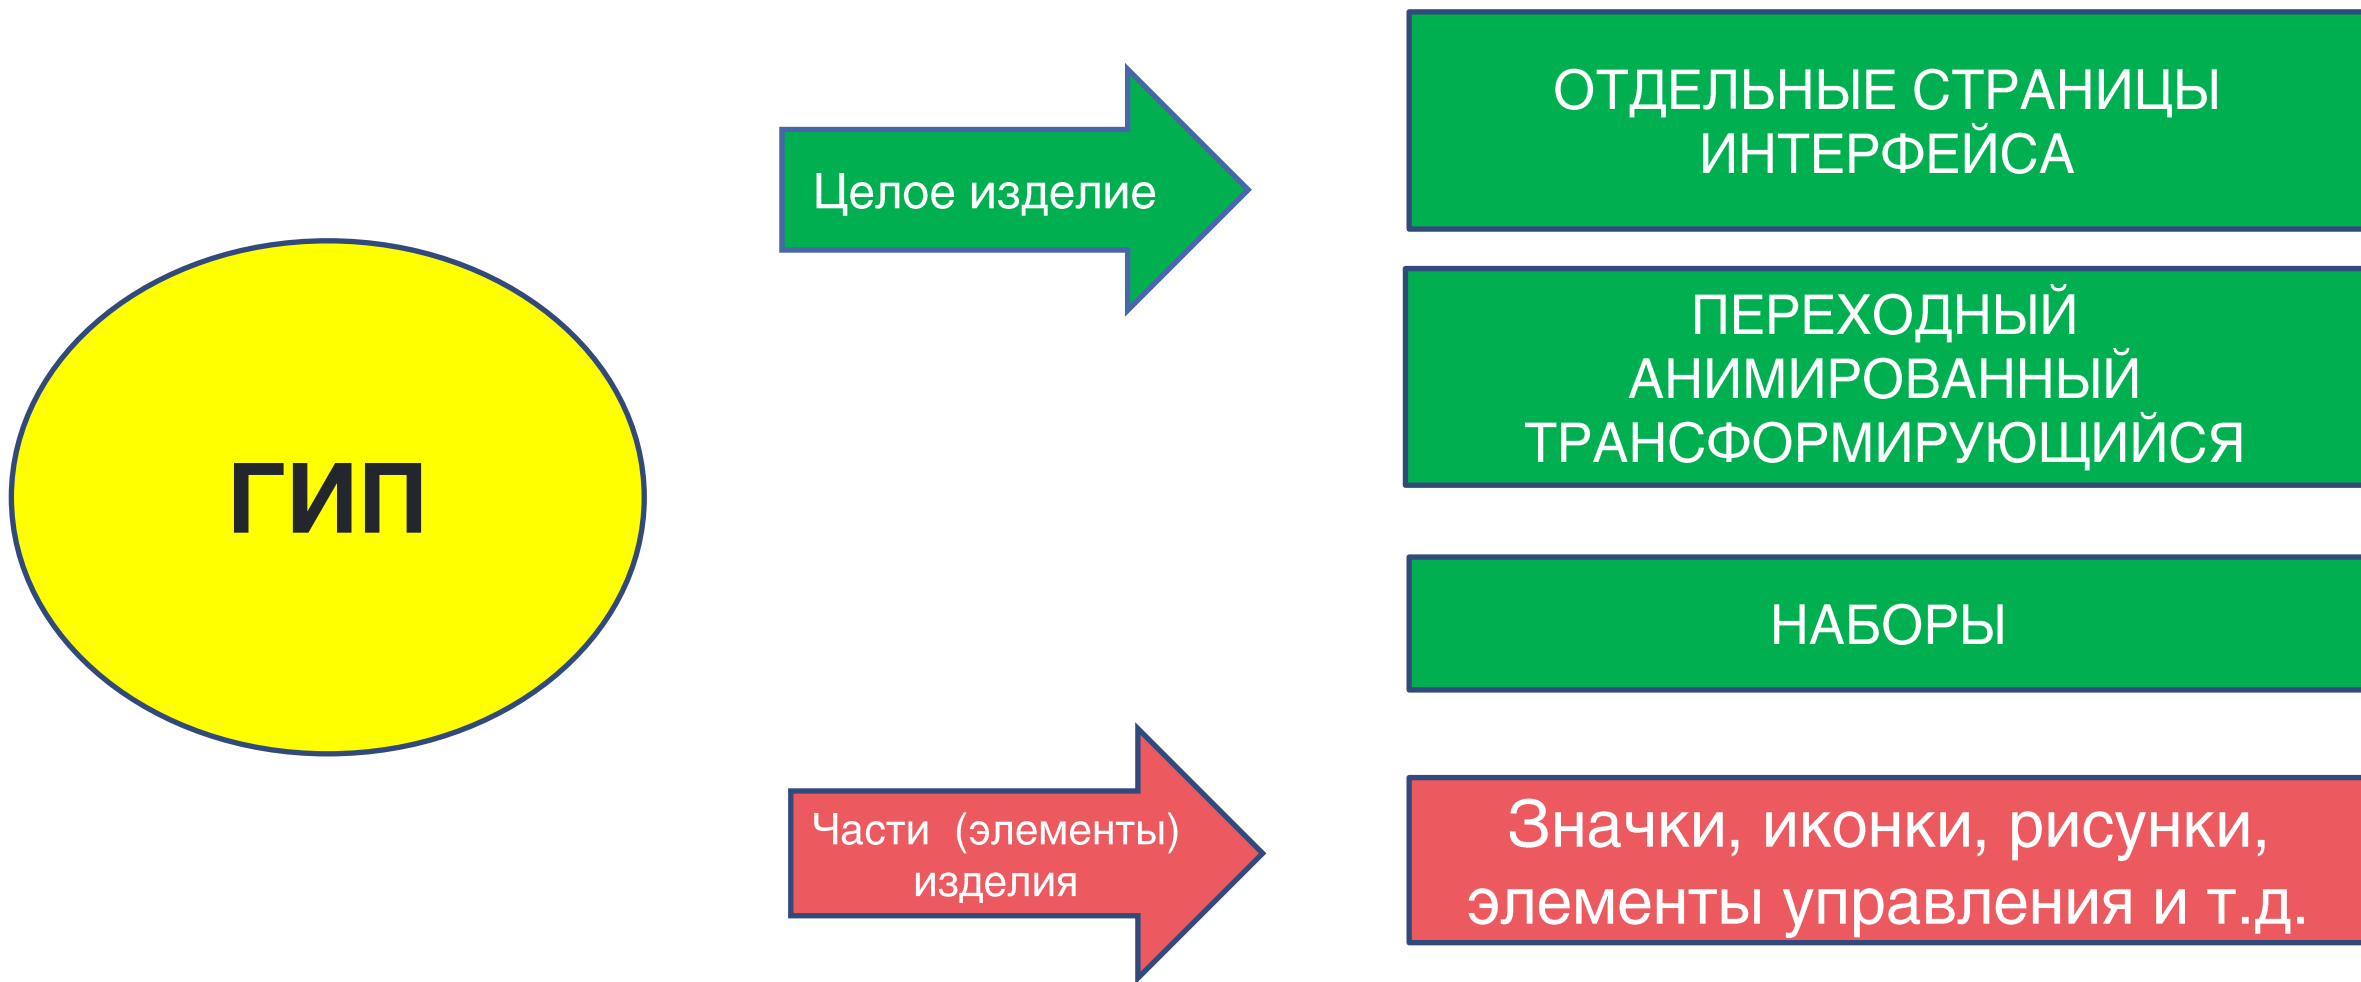 ГИП
Целое изделие
ОТДЕЛЬНЫЕ СТРАНИЦЫ
ИНТЕРФЕЙСА
ПЕРЕХОДНЫЙ
АНИМИРОВАННЫЙ
ТРАНСФОРМИРУЮЩИЙСЯ
НАБОРЫ
Части (элементы)
изделия
Значки, иконки, рисунки,
элементы управления и т.д.